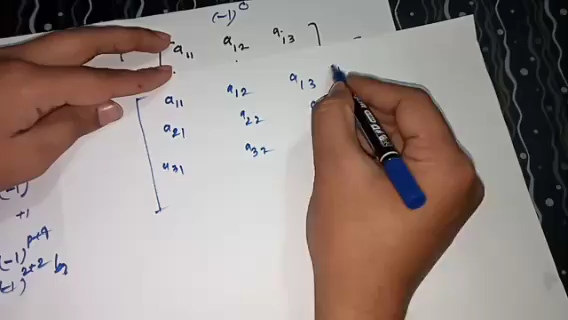 (-1)^0
a11 a12 a13
a11 a12 a13
a21 a22
a31 a32
(-1)
+1
(-1)^p+q
(-1)^2+2